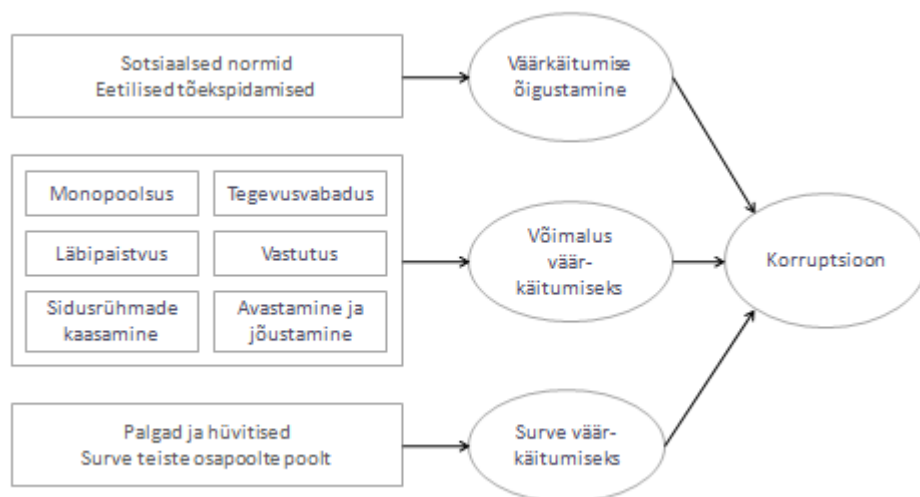 Sotsiaalsed normid
Eetilised tõekspidamised
Väärkäitumise
õigustamine
Monopoolsus
Tegevusvabadus
Läbipaistvus
Vastutus
Sidusrühmade
kaasamine
Avastamine ja
jõustamine
Võimalus
väär-
käitumiseks
Korruptsioon
Palgad ja hüvitised
Surve teiste osapoolte poolt
Surve väär-
käitumiseks